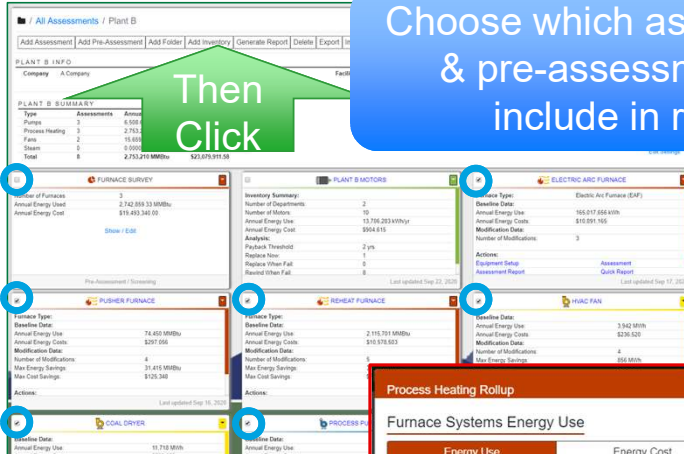 / All Assessments / Plant B
Add Assessment Add Pre-Assessment Add Folder Add Inventory Generate Report Delete Export
Choose which as
& pre-assessm
include in r
PLANT B INFO
Company A Company
Facili
Then
Click
PLANT B SUMMARY
Type Assessments
Pumps 3
Process Heating 3
Fans 2
Steam 0
Total 8 2,753,210 MMBtu $23,079,911.58
FURNACE SURVEY
Number of Furnaces 3
Annual Energy Used 2,742,859.33 MMBtu
Annual Energy Cost $19,493,340.00
Show / Edit
Pre-Assessment / Screening
PLANT B MOTORS
Inventory Summary:
Number of Departments 2
Number of Motors 10
Annual Energy Use 13,706,283 kWh/yr
Annual Energy Cost $904,615
Analysis:
Payback Threshold 2 yrs
Replace Now: 1
Replace When Fail 0
Rewind When Fail 8
Last updated Sep 22, 202
ELECTRIC ARC FURNACE
Furnace Type: Electric Arc Furnace (EAF)
Baseline Data:
Annual Energy Use 165,017,656 kWh
Annual Energy Costs: $10,091,165
Modification Data:
Number of Modifications: 3
Actions:
Equipment Setup Assessment
Assessment Report Quick Report
Last updated Sep 17, 202
PUSHER FURNACE
Furnace Type:
Baseline Data:
Annual Energy Use 74,450 MMBtu
Annual Energy Costs $297,056
Modification Data:
Number of Modifications 4
Max Energy Savings 31,415 MMBtu
Max Cost Savings: $125,348
Actions:
Last updated Sep 16, 2020
REHEAT FURNACE
Furnace Type:
Baseline Data:
Annual Energy Use 2,115,701 MMBtu
Annual Energy Costs $10,578,503
Modification Data:
Number of Modifications 5
Max Energy Savings
Max Cost Savings:
Actions:
HVAC FAN
Baseline Data:
Annual Energy Use 3,942 MWh
Annual Energy Costs $236,520
Modification Data:
Number of Modifications 4
Max Energy Savings 856 MWh
COAL DRYER
Baseline Data:
Annual Energy Use 11,718 MWh
PROCESS PU
Baseline Data:
Annual Energy Use
Process Heating Rollup
Furnace Systems Energy Use
Energy Use Energy Cost